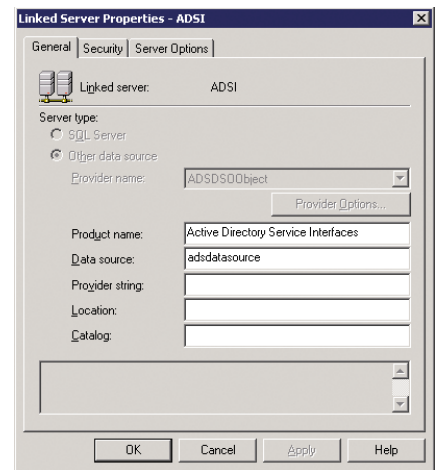 Linked Server Properties - ADSI
General Security Server Options
Linked server: ADSI
Server type:
SQL Server
Other data source
Provider name: ADSDSOObject
Provider Options...
Product name: Active Directory Service Interfaces
Data source: adsdatasource
Provider string:
Location:
Catalog:
OK Cancel Apply Help